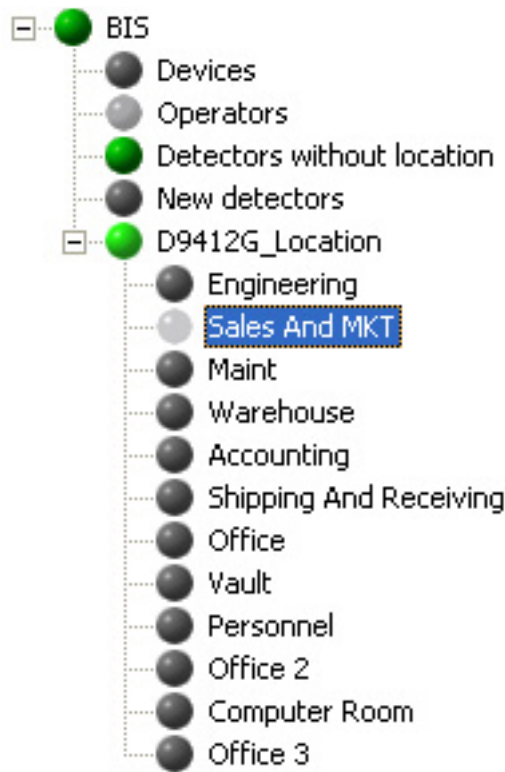 BIS
Devices
Operators
Detectors without location
New detectors
D9412G_Location
Engineering
Sales And MKT
Maint
Warehouse
Accounting
Shipping And Receiving
Office
Vault
Personnel
Office 2
Computer Room
Office 3